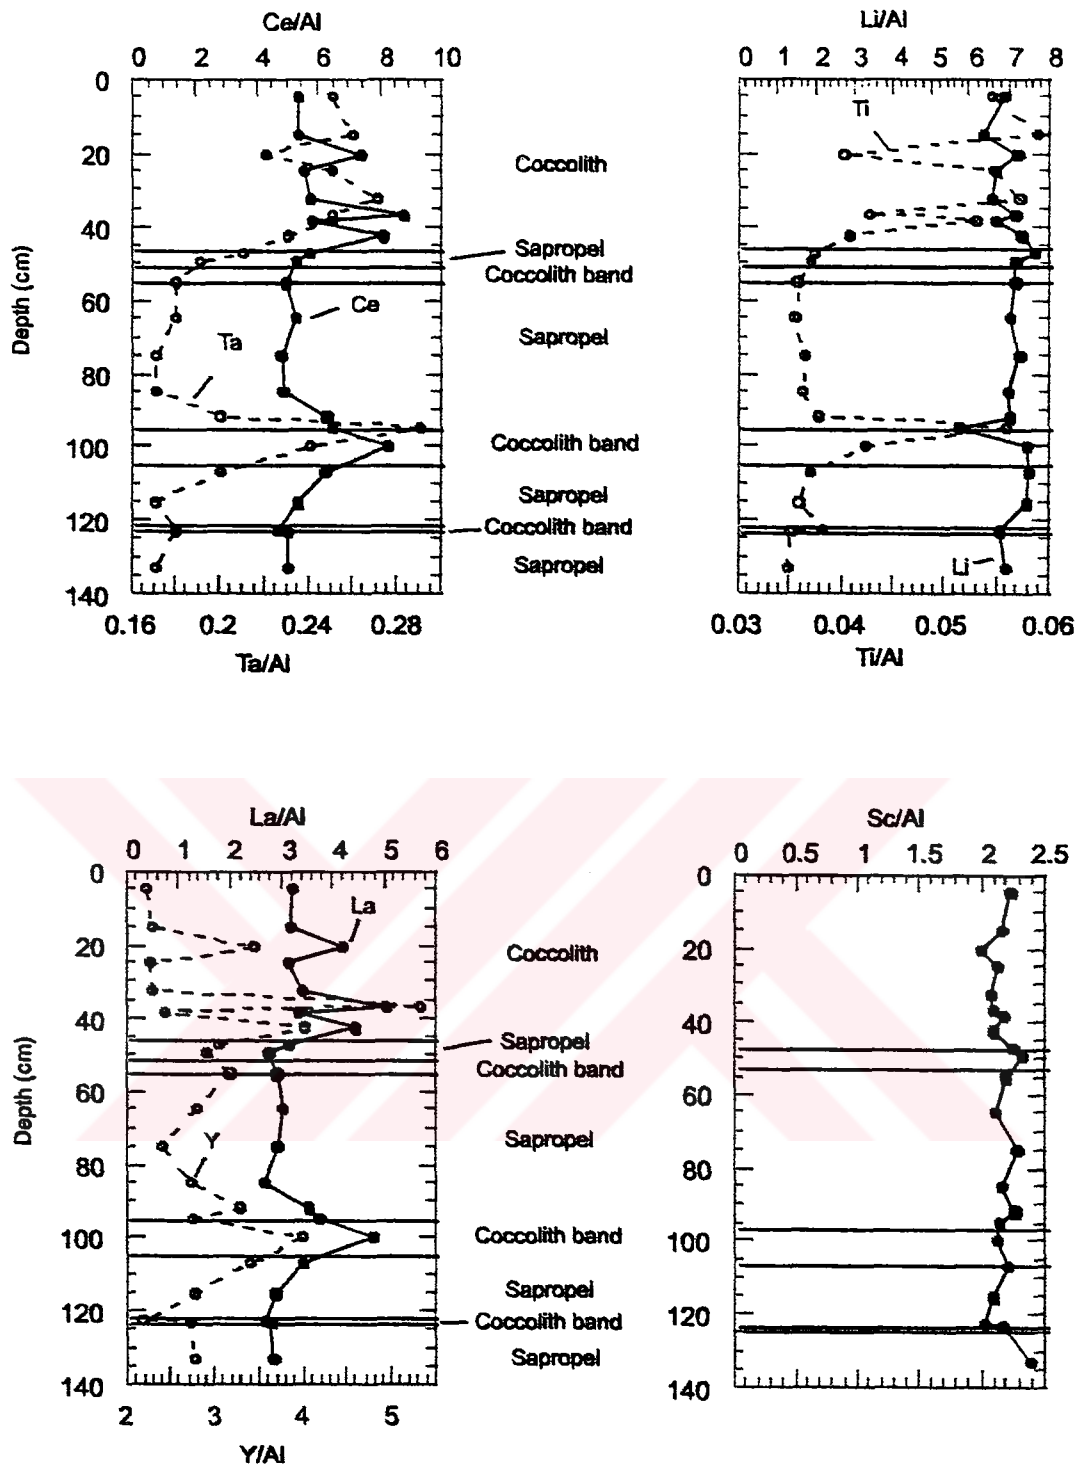 Ce/Al
0 2 4 6 8 10
0
20
40
60
80
100
120
140
Depth (cm)
Ta
Ce
0.16 0.2 0.24 0.28
Ta/Al
Coccolith
Sapropel
Coccolith band
Sapropel
Coccolith band
Sapropel
Coccolith band
Sapropel
Li/Al
0 1 2 3 4 5 6 7 8
Ti
Li
0.03 0.04 0.05 0.06
Ti/Al
La/Al
0 1 2 3 4 5 6
0
20
40
60
80
100
120
140
Depth (cm)
La
Y
2 3 4 5
Y/Al
Coccolith
Sapropel
Coccolith band
Sapropel
Coccolith band
Sapropel
Coccolith band
Sapropel
Sc/Al
0 0.5 1 1.5 2 2.5
0
20
40
60
80
100
120
140